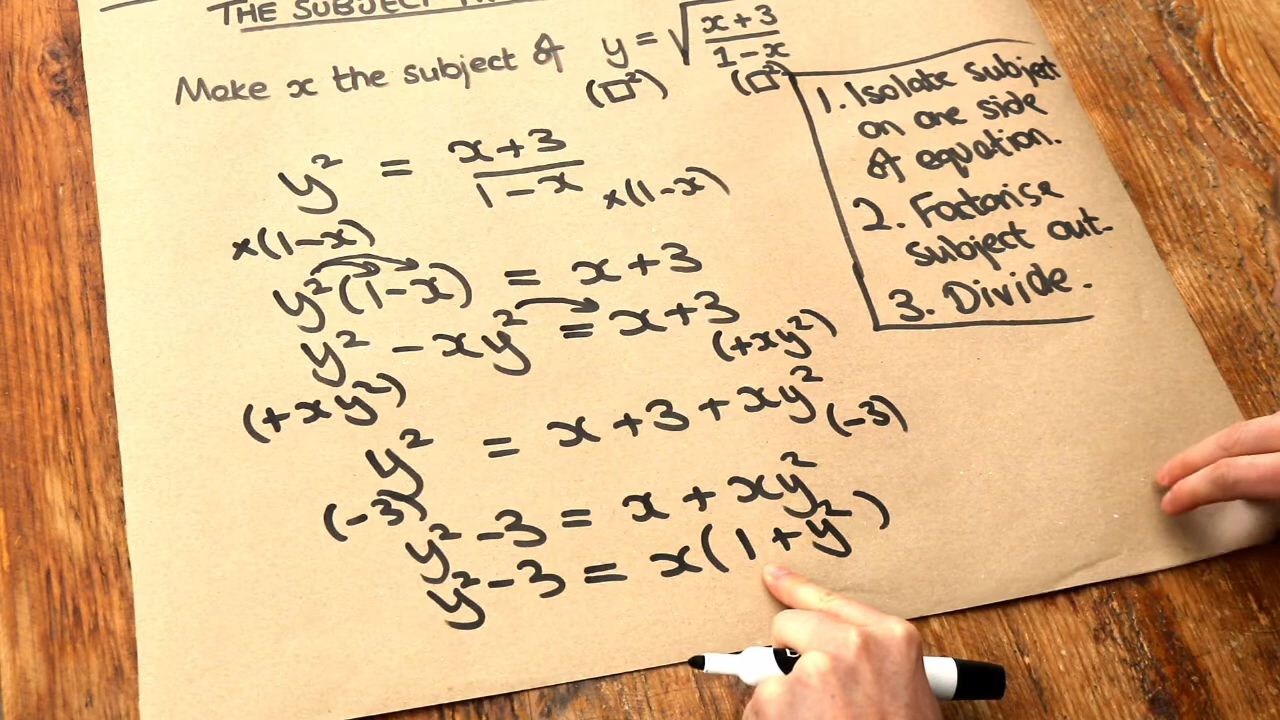 THE SUBJECT
Make x the subject of y = √((x+3)/(1-x))
(□²) (□²)
y² = (x+3)/(1-x)
×(1-x) ×(1-x)
y²(1-x) = x+3
y² - xy² = x+3
(+xy²) (+xy²)
y² = x+3+xy²
(-3) (-3)
y²-3 = x+xy²
y²-3 = x(1+y²)
1. Isolate subject
on one side
of equation.
2. Factorise
subject out.
3. Divide.